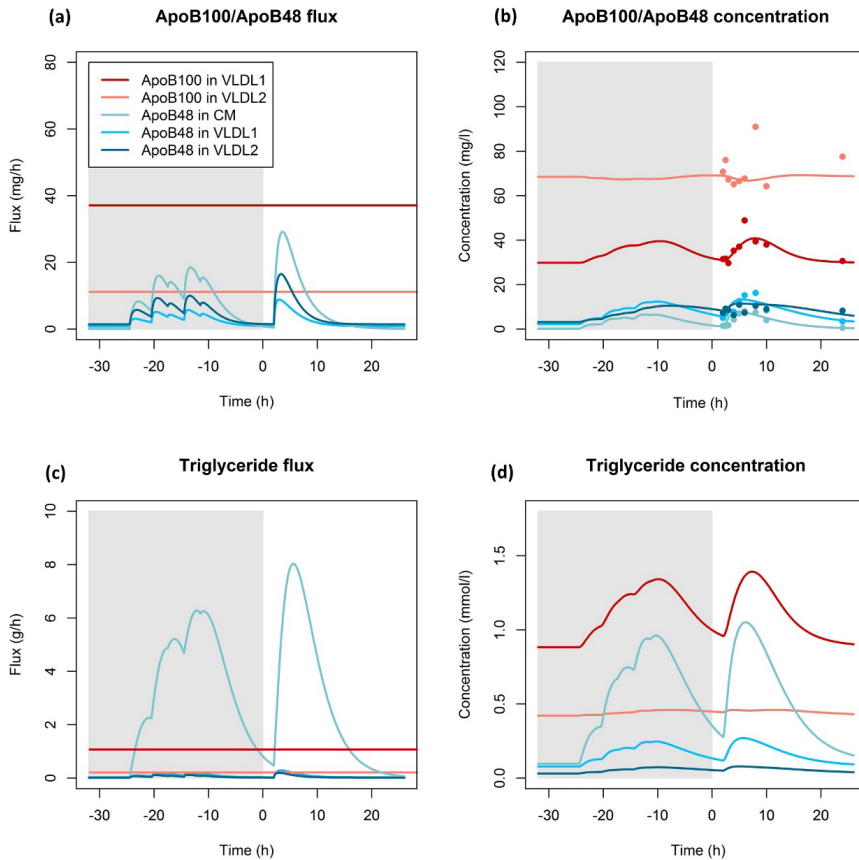 (a) ApoB100/ApoB48 flux
Flux (mg/h)
80
60
40
20
0
ApoB100 in VLDL1
ApoB100 in VLDL2
ApoB48 in CM
ApoB48 in VLDL1
ApoB48 in VLDL2
-30 -20 -10 0 10 20
Time (h)
(b) ApoB100/ApoB48 concentration
Concentration (mg/l)
120
100
80
60
40
20
0
-30 -20 -10 0 10 20
Time (h)
(c) Triglyceride flux
Flux (g/h)
10
8
6
4
2
0
-30 -20 -10 0 10 20
Time (h)
(d) Triglyceride concentration
Concentration (mmol/l)
1.5
1.0
0.5
0.0
-30 -20 -10 0 10 20
Time (h)